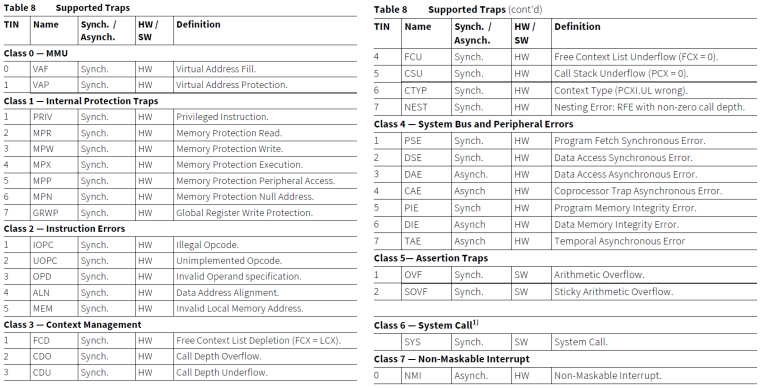 Table 8 Supported Traps
TIN Name Synch. / Asynch. HW / SW Definition
Class 0 — MMU
0 VAF Synch. HW Virtual Address Fill.
1 VAP Synch. HW Virtual Address Protection.
Class 1 — Internal Protection Traps
1 PRIV Synch. HW Privileged Instruction.
2 MPR Synch. HW Memory Protection Read.
3 MPW Synch. HW Memory Protection Write.
4 MPX Synch. HW Memory Protection Execution.
5 MPP Synch. HW Memory Protection Peripheral Access.
6 MPN Synch. HW Memory Protection Null Address.
7 GRWP Synch. HW Global Register Write Protection.
Class 2 — Instruction Errors
1 IOPC Synch. HW Illegal Opcode.
2 UOPC Synch. HW Unimplemented Opcode.
3 OPD Synch. HW Invalid Operand specification.
4 ALN Synch. HW Data Address Alignment.
5 MEM Synch. HW Invalid Local Memory Address.
Class 3 — Context Management
1 FCD Synch. HW Free Context List Depletion (FCX = LCX).
2 CDO Synch. HW Call Depth Overflow.
3 CDU Synch. HW Call Depth Underflow.
Table 8 Supported Traps (cont'd)
TIN Name Synch. / Asynch. HW / SW Definition
4 FCU Synch. HW Free Context List Underflow (FCX = 0).
5 CSU Synch. HW Call Stack Underflow (PCX = 0).
6 CTYP Synch. HW Context Type (PCXI.UL wrong).
7 NEST Synch. HW Nesting Error: RFE with non-zero call depth.
Class 4 — System Bus and Peripheral Errors
1 PSE Synch. HW Program Fetch Synchronous Error.
2 DSE Synch. HW Data Access Synchronous Error.
3 DAE Asynch. HW Data Access Asynchronous Error.
4 CAE Asynch. HW Coprocessor Trap Asynchronous Error.
5 PIE Synch HW Program Memory Integrity Error.
6 DIE Asynch HW Data Memory Integrity Error.
7 TAE Asynch HW Temporal Asynchronous Error
Class 5— Assertion Traps
1 OVF Synch. SW Arithmetic Overflow.
2 SOVF Synch. SW Sticky Arithmetic Overflow.
Class 6 — System Call1)
SYS Synch. SW System Call.
Class 7 — Non-Maskable Interrupt
0 NMI Asynch. HW Non-Maskable Interrupt.